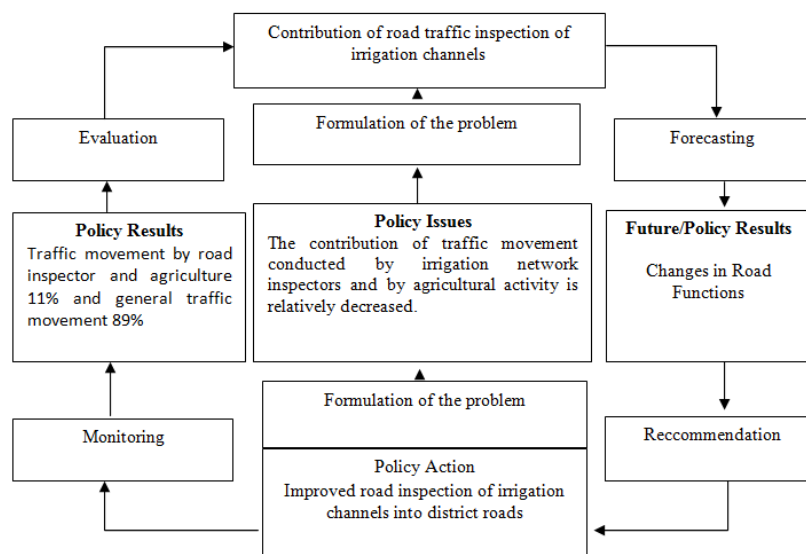 Contribution of road traffic inspection of
irrigation channels
Evaluation
Formulation of the problem
Forecasting
Policy Results
Traffic movement by road
inspector and agriculture
11% and general traffic
movement 89%
Policy Issues
The contribution of traffic movement
conducted by irrigation network
inspectors and by agricultural activity is
relatively decreased.
Future/Policy Results
Changes in Road
Functions
Monitoring
Formulation of the problem
Reccommendation
Policy Action
Improved road inspection of irrigation
channels into district roads